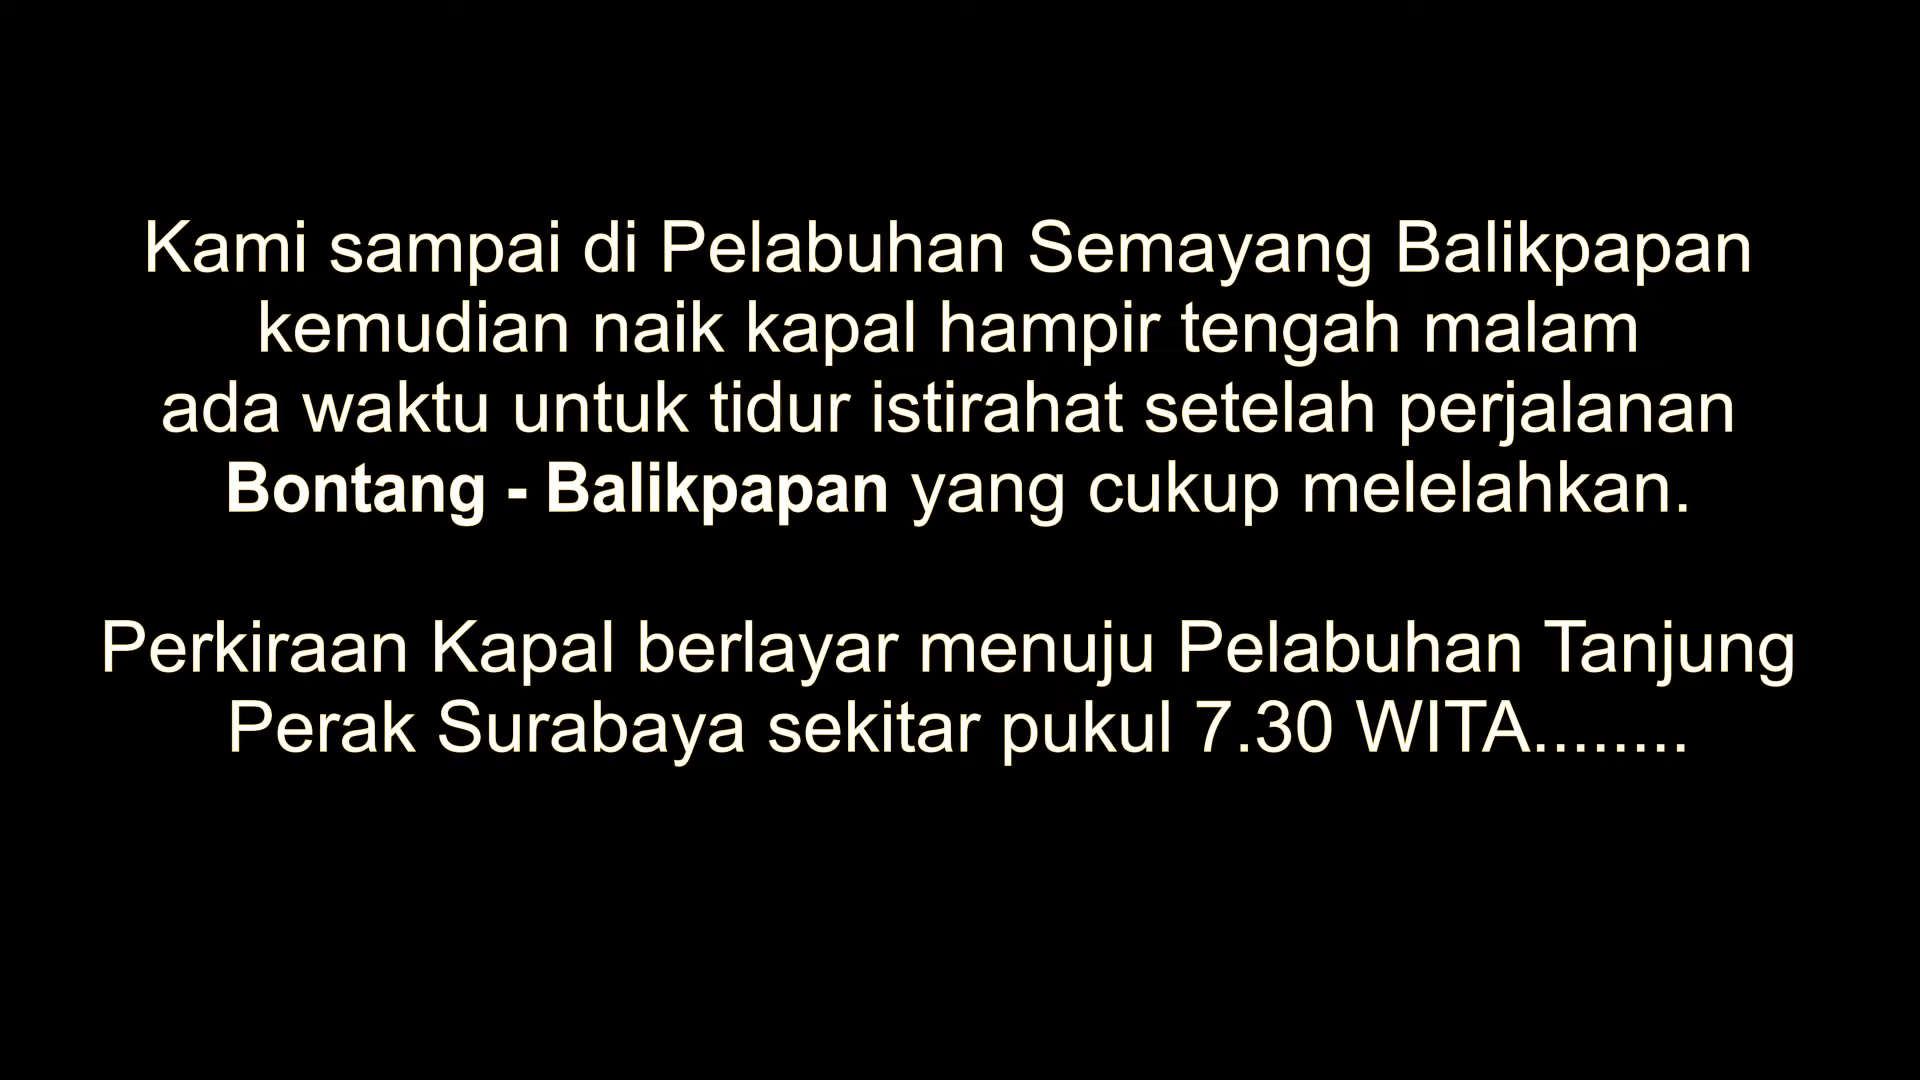 Kami sampai di Pelabuhan Semayang Balikpapan
kemudian naik kapal hampir tengah malam
ada waktu untuk tidur istirahat setelah perjalanan
Bontang - Balikpapan yang cukup melelahkan.
Perkiraan Kapal berlayar menuju Pelabuhan Tanjung
Perak Surabaya sekitar pukul 7.30 WITA........